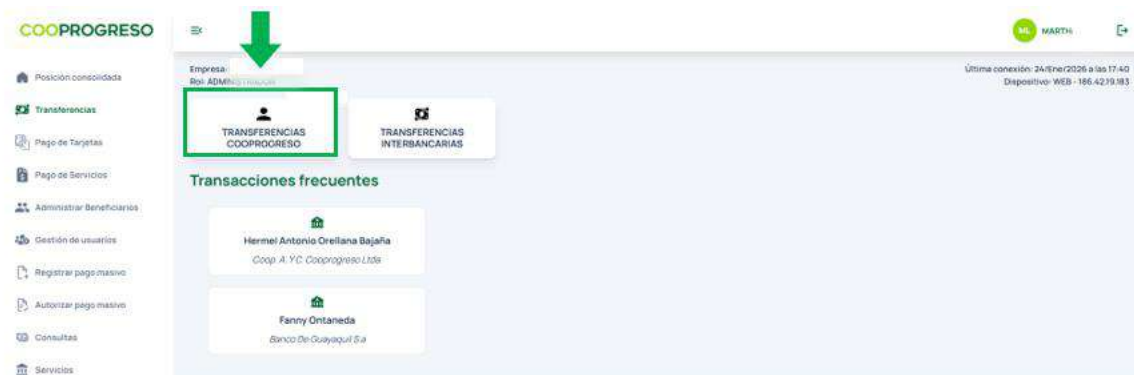 COOPROGRESO
ML MARTH
Empresa:
Última conexión: 24/Ene/2026 a las 17:40
Rol: ADMINISTRADOR
Dispositivo: WEB - 186.42.19.183
Posición consolidada
Transferencias
Pago de Tarjetas
Pago de Servicios
Administrar Beneficiarios
Gestión de usuarios
Registrar pago masivo
Autorizar pago masivo
Consultas
Servicios
TRANSFERENCIAS
COOPROGRESO
TRANSFERENCIAS
INTERBANCARIAS
Transacciones frecuentes
Hermel Antonio Orellana Bajaña
Coop. A. Y C. Cooprogreso Ltda
Fanny Ontaneda
Banco De Guayaquil S.a